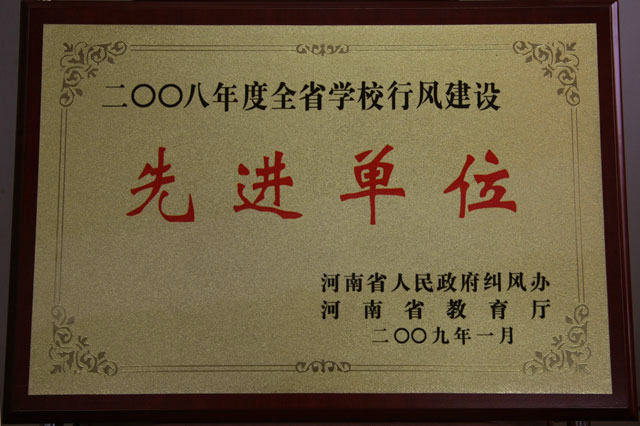 二〇〇八年度全省学校行风建设
先进单位
河南省人民政府纠风办
河南省教育厅
二〇〇九年一月